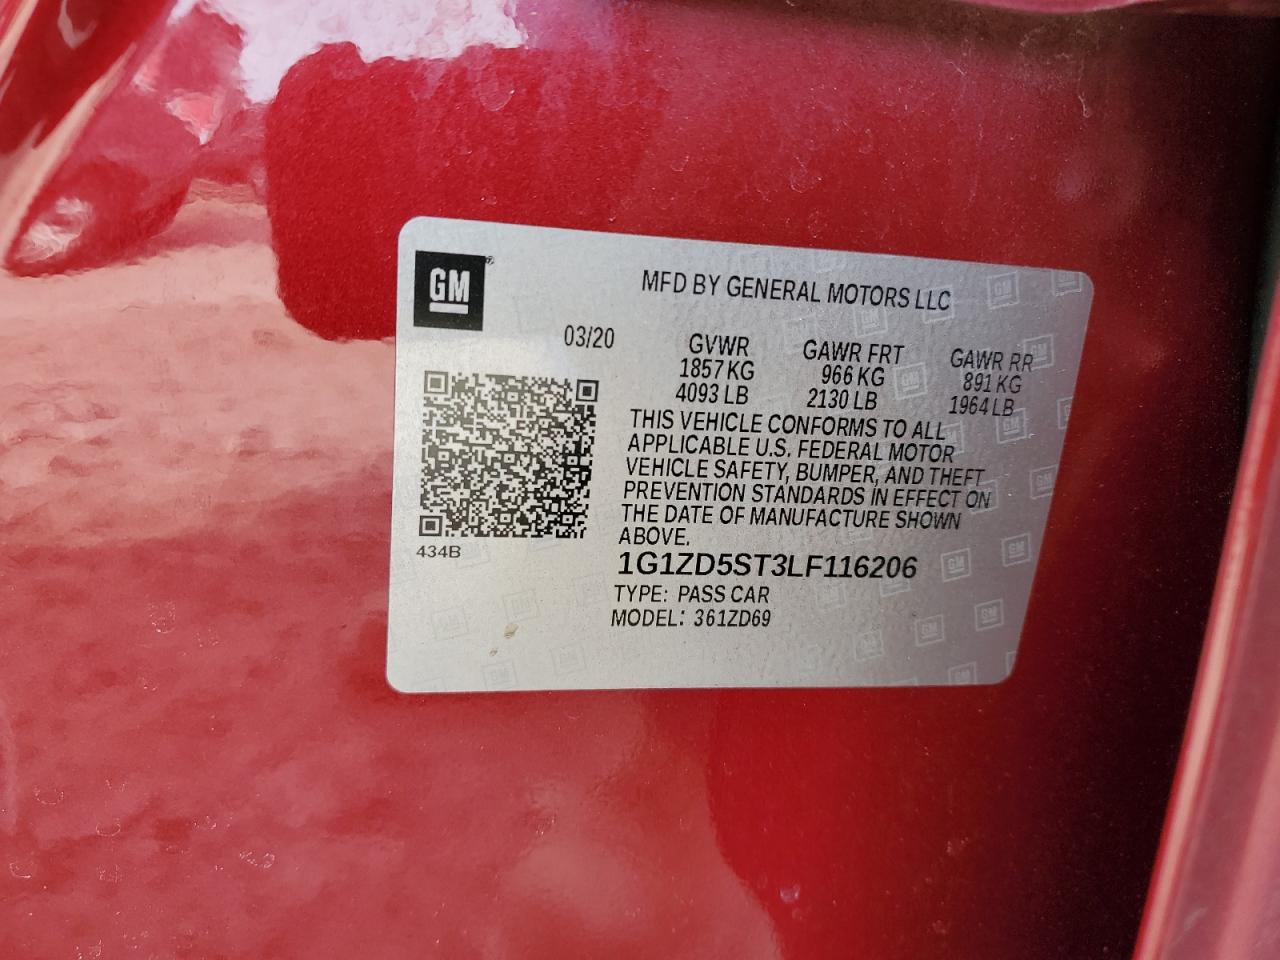 GM
MFD BY GENERAL MOTORS LLC
03/20
GVWR GAWR FRT GAWR RR
1857 KG 966 KG 891 KG
4093 LB 2130 LB 1964 LB
THIS VEHICLE CONFORMS TO ALL
APPLICABLE U.S. FEDERAL MOTOR
VEHICLE SAFETY, BUMPER, AND THEFT
PREVENTION STANDARDS IN EFFECT ON
THE DATE OF MANUFACTURE SHOWN
ABOVE.
434B
1G1ZD5ST3LF116206
TYPE: PASS CAR
MODEL: 361ZD69